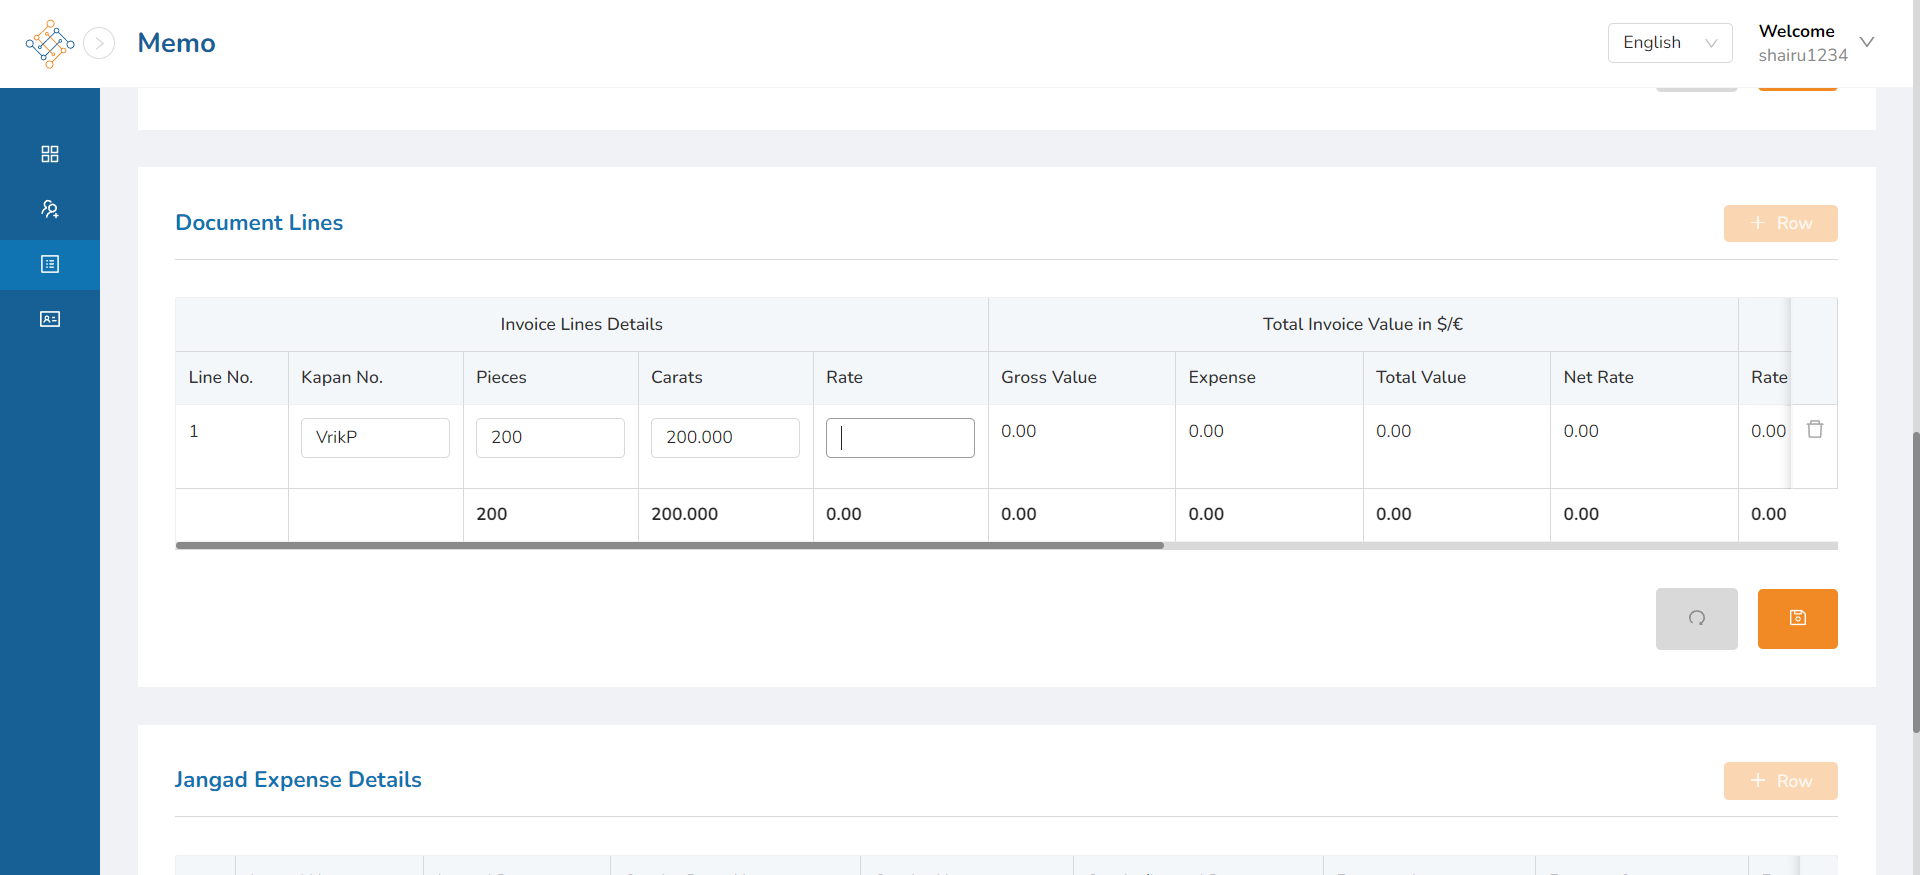 Memo
English
Welcome
shairu1234
Document Lines
+ Row
Invoice Lines Details
Total Invoice Value in $/€
Line No.
Kapan No.
Pieces
Carats
Rate
Gross Value
Expense
Total Value
Net Rate
Rate
1
VrikP
200
200.000
0.00
0.00
0.00
0.00
0.00
200
200.000
0.00
0.00
0.00
0.00
0.00
0.00
Jangad Expense Details
+ Row